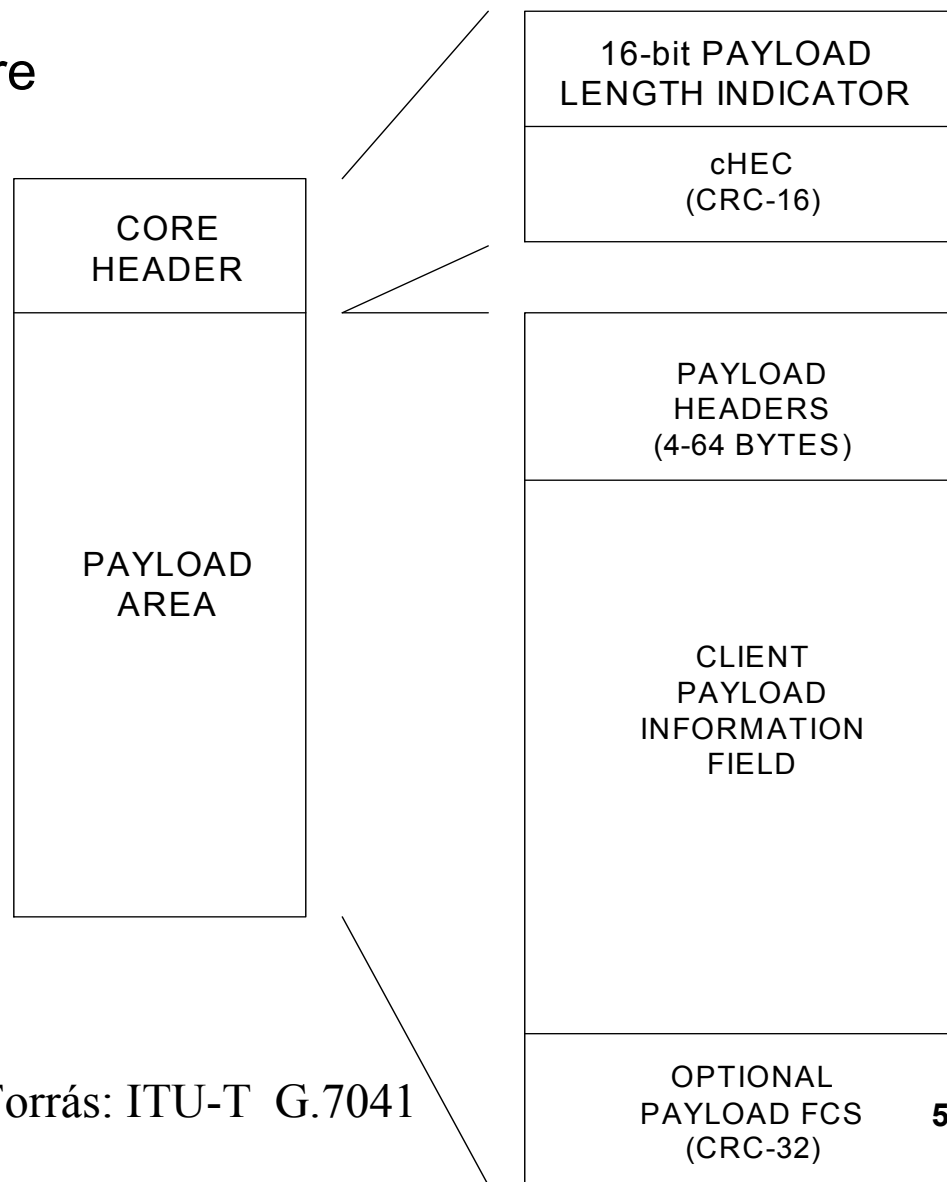 re
16-bit PAYLOAD
LENGTH INDICATOR
cHEC
(CRC-16)
CORE
HEADER
PAYLOAD
HEADERS
(4-64 BYTES)
PAYLOAD
AREA
CLIENT
PAYLOAD
INFORMATION
FIELD
orrás: ITU-T G.7041
OPTIONAL
PAYLOAD FCS
(CRC-32)
5